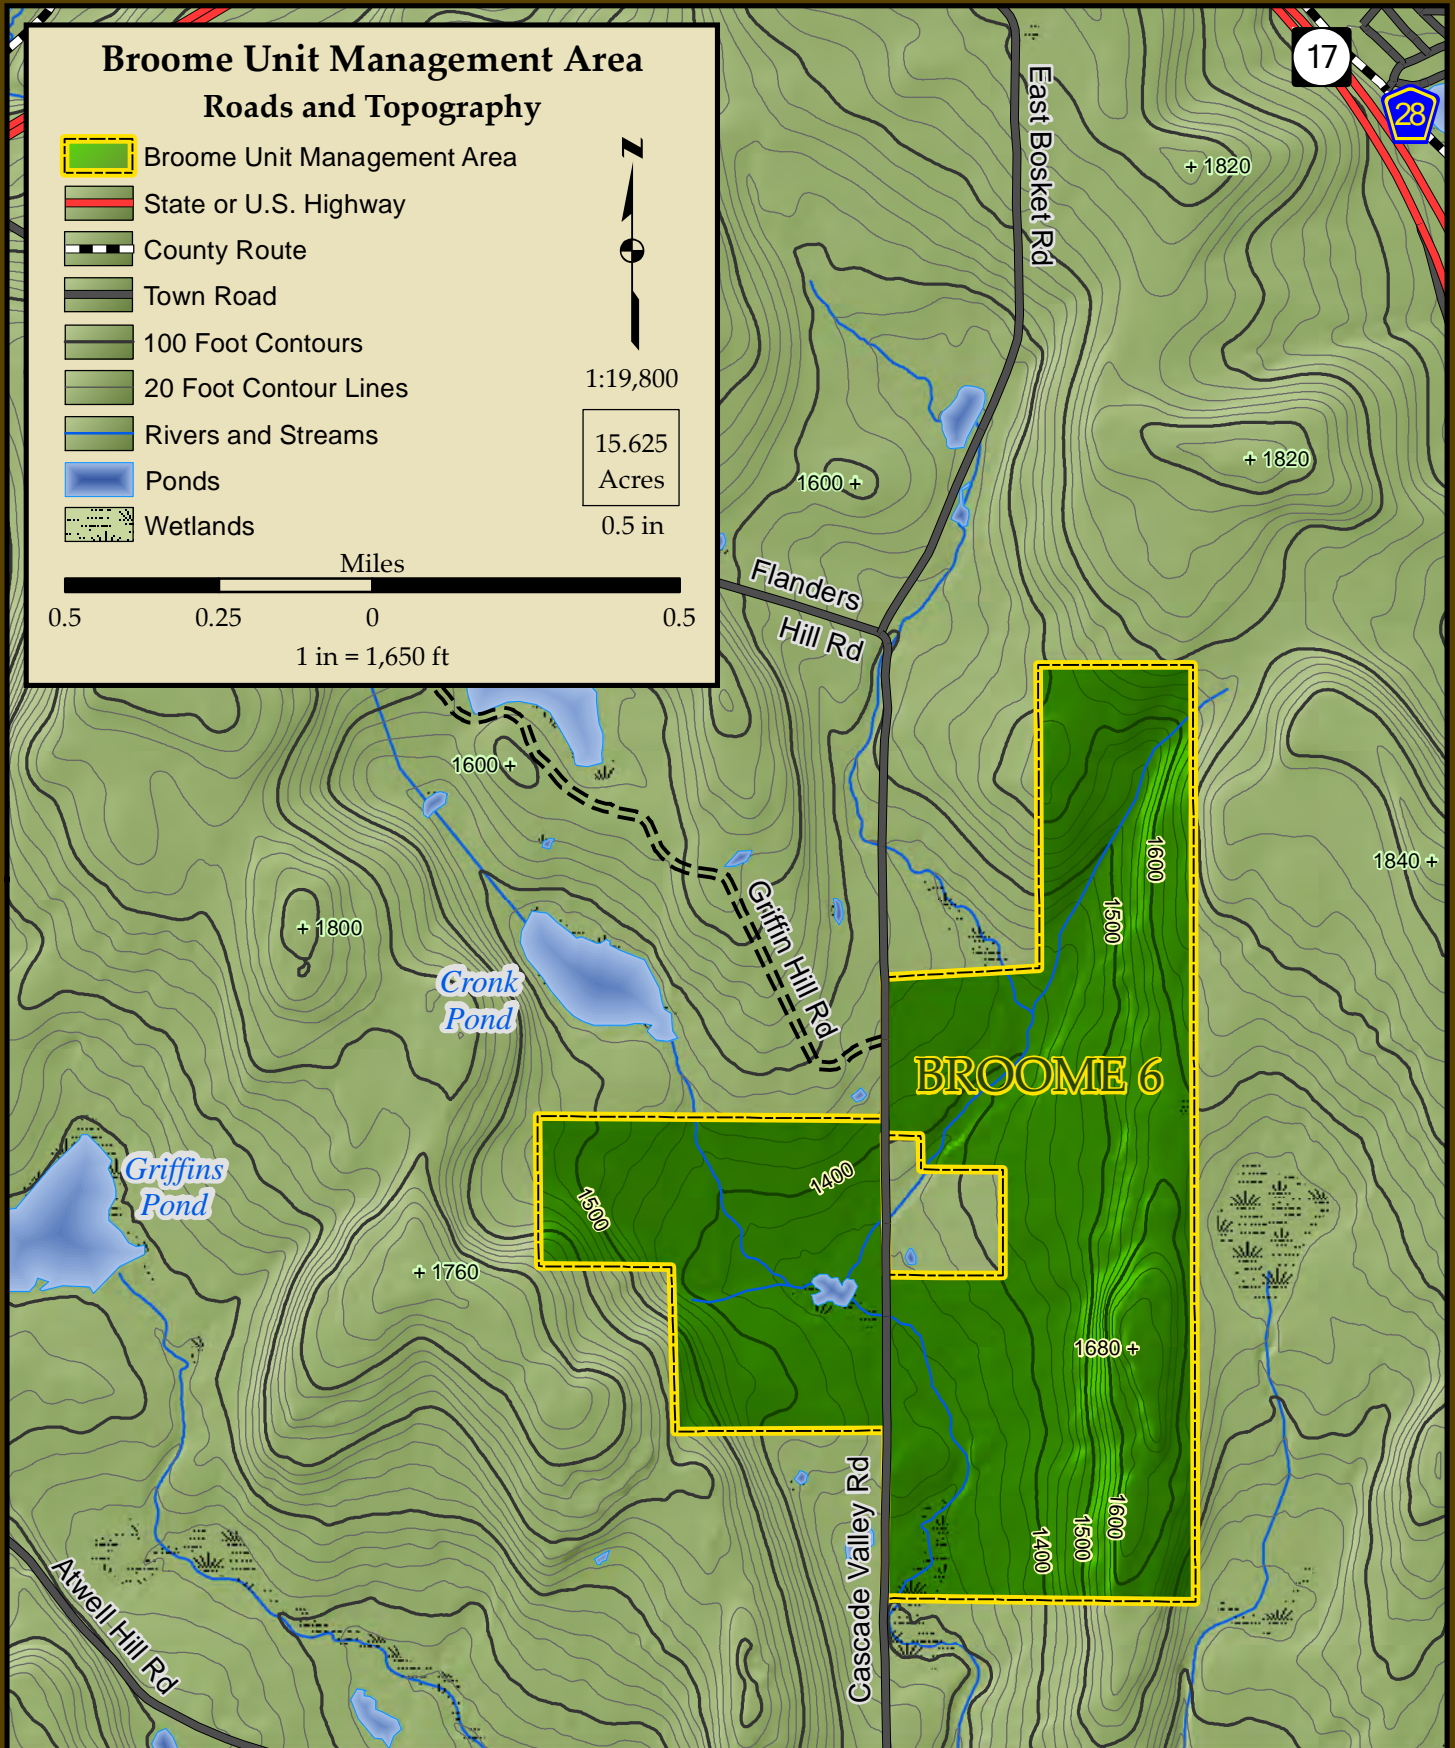 Broome Unit Management Area
Roads and Topography
Broome Unit Management Area
State or U.S. Highway
County Route
Town Road
100 Foot Contours
20 Foot Contour Lines
Rivers and Streams
Ponds
Wetlands
N
1:19,800
15.625
Acres
0.5 in
Miles
0.5 0.25 0 0.5
1 in = 1,650 ft
17
28
East Bosket Rd
+ 1820
+ 1820
1600 +
Flanders
Hill Rd
1600 +
1600
1840 +
1500
Griffin Hill Rd
+ 1800
Cronk
Pond
BROOME 6
Griffins
Pond
1400
1500
+ 1760
1680 +
Cascade Valley Rd
1400
1500
1600
Atwell Hill Rd